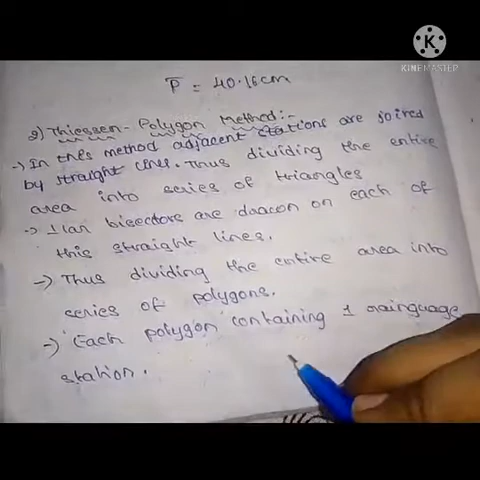 K
KINEMASTER
P̅ = 40.16cm
2) Thiessen - Polygon Method:-
→ In this method adjacent stations are joired
by straight lines. Thus dividing the entire
area into series of triangles
→ ⊥lar bisectors are drawn on each of
this straight lines.
→ Thus dividing the entire area into
series of polygons.
→ Each polygon containing 1 rainguage
station.